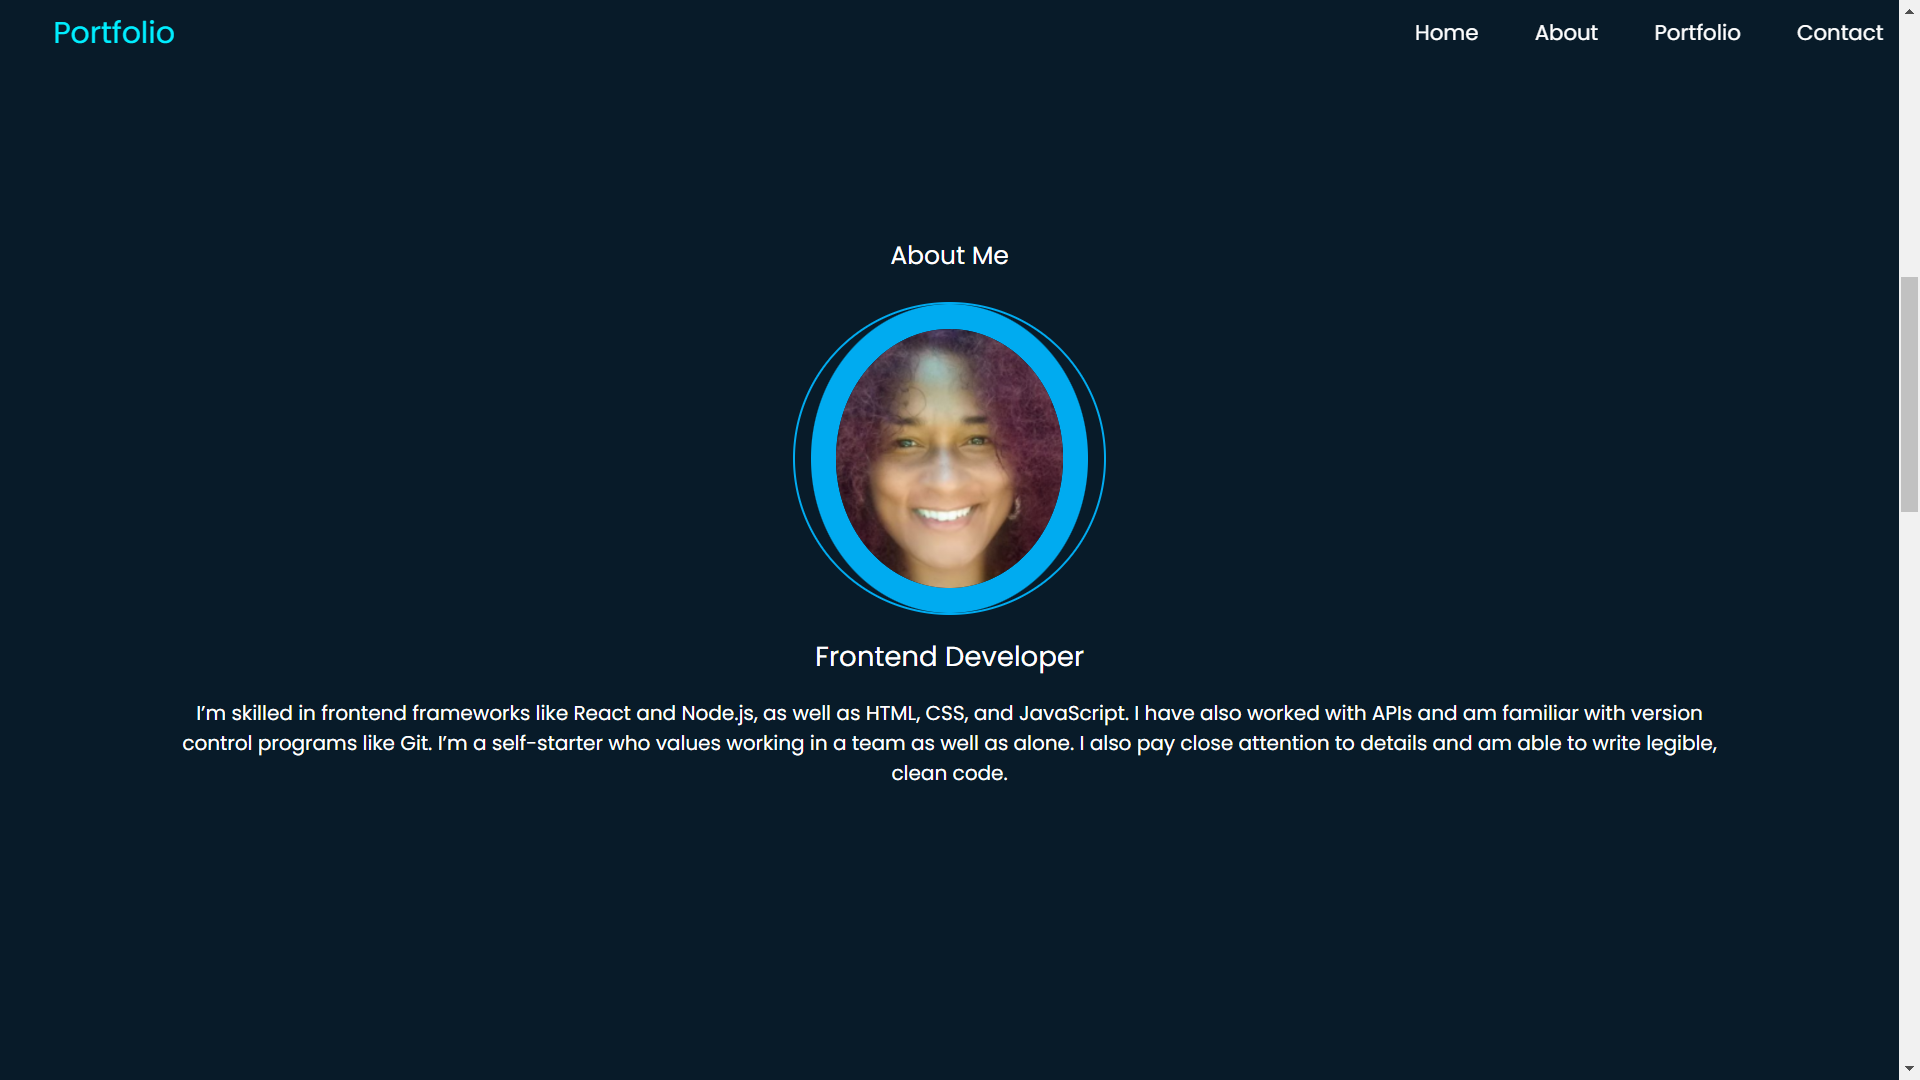 Portfolio
Home
About
Portfolio
Contact
About Me
Frontend Developer
I’m skilled in frontend frameworks like React and Node.js, as well as HTML, CSS, and JavaScript. I have also worked with APIs and am familiar with version
control programs like Git. I’m a self-starter who values working in a team as well as alone. I also pay close attention to details and am able to write legible,
clean code.